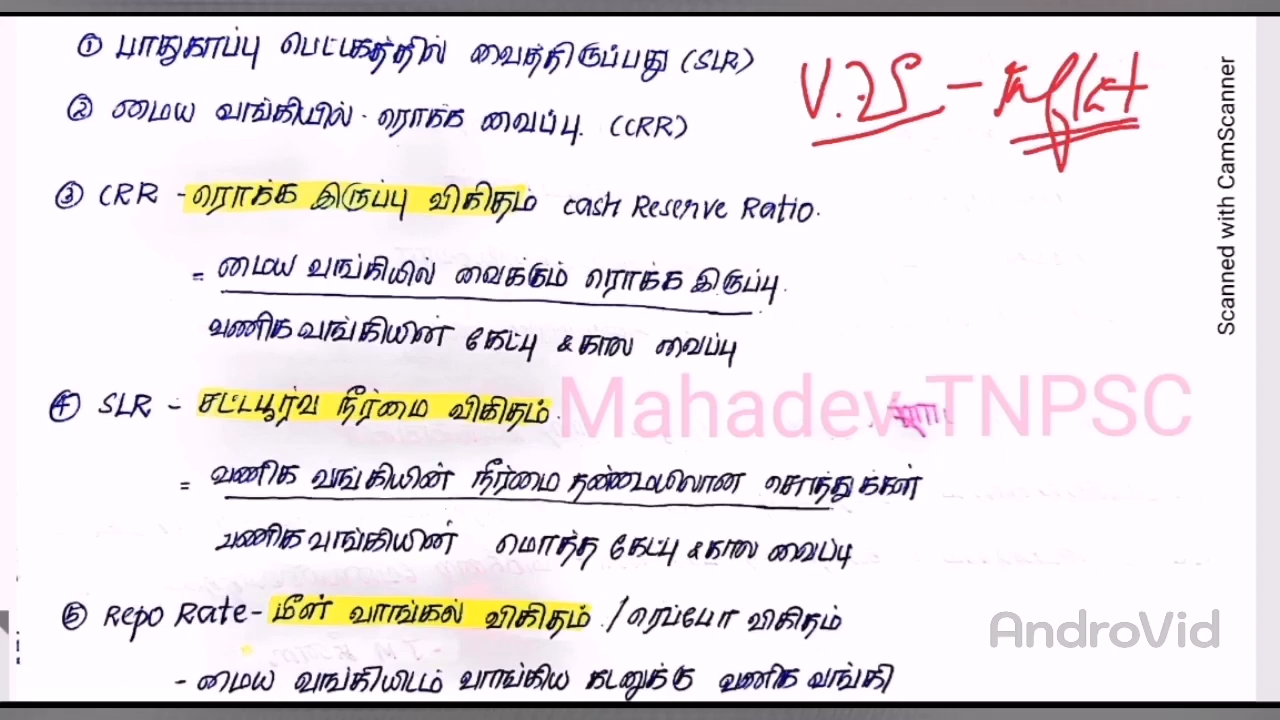 ① பாதுகாப்பு பெட்டகத்தில் வைத்திருப்பது (SLR)
② மைய வங்கியில் ரொக்க வைப்பு. (CRR)
③ CRR - ரொக்க இருப்பு விகிதம் cash Reserve Ratio.
= மைய வங்கியில் வைக்கும் ரொக்க இருப்பு.
வணிக வங்கியின் கேட்பு & கால வைப்பு
④ SLR - சட்டபூர்வ நீர்மை விகிதம்.
= வணிக வங்கியின் நீர்மை தன்மையிலான சொத்துக்கள்
வணிக வங்கியின் மொத்த கேட்பு & கால வைப்பு
⑤ Repo Rate - மீள் வாங்கல் விகிதம் / ரெப்போ விகிதம்
- மைய வங்கியிடம் வாங்கிய கடனுக்கு வணிக வங்கி
Mahadev TNPSC
AndroVid
Scanned with CamScanner